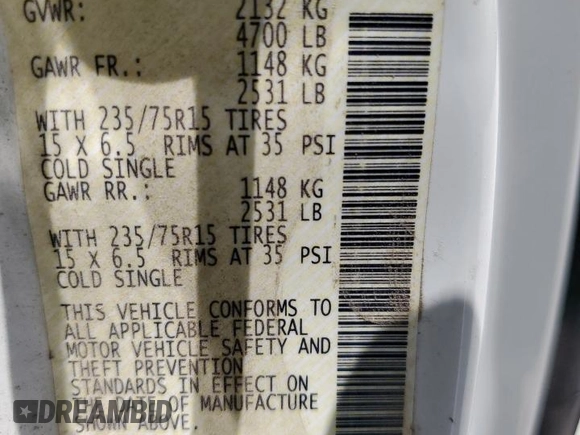 GVWR: 2132 KG
4700 LB
GAWR FR.: 1148 KG
2531 LB
WITH 235/75R15 TIRES
15 X 6.5 RIMS AT 35 PSI
COLD SINGLE
GAWR RR.: 1148 KG
2531 LB
WITH 235/75R15 TIRES
15 X 6.5 RIMS AT 35 PSI
COLD SINGLE
THIS VEHICLE CONFORMS TO
ALL APPLICABLE FEDERAL
MOTOR VEHICLE SAFETY AND
THEFT PREVENTION
STANDARDS IN EFFECT ON
THE DATE OF MANUFACTURE
SHOWN ABOVE.
DREAMBID